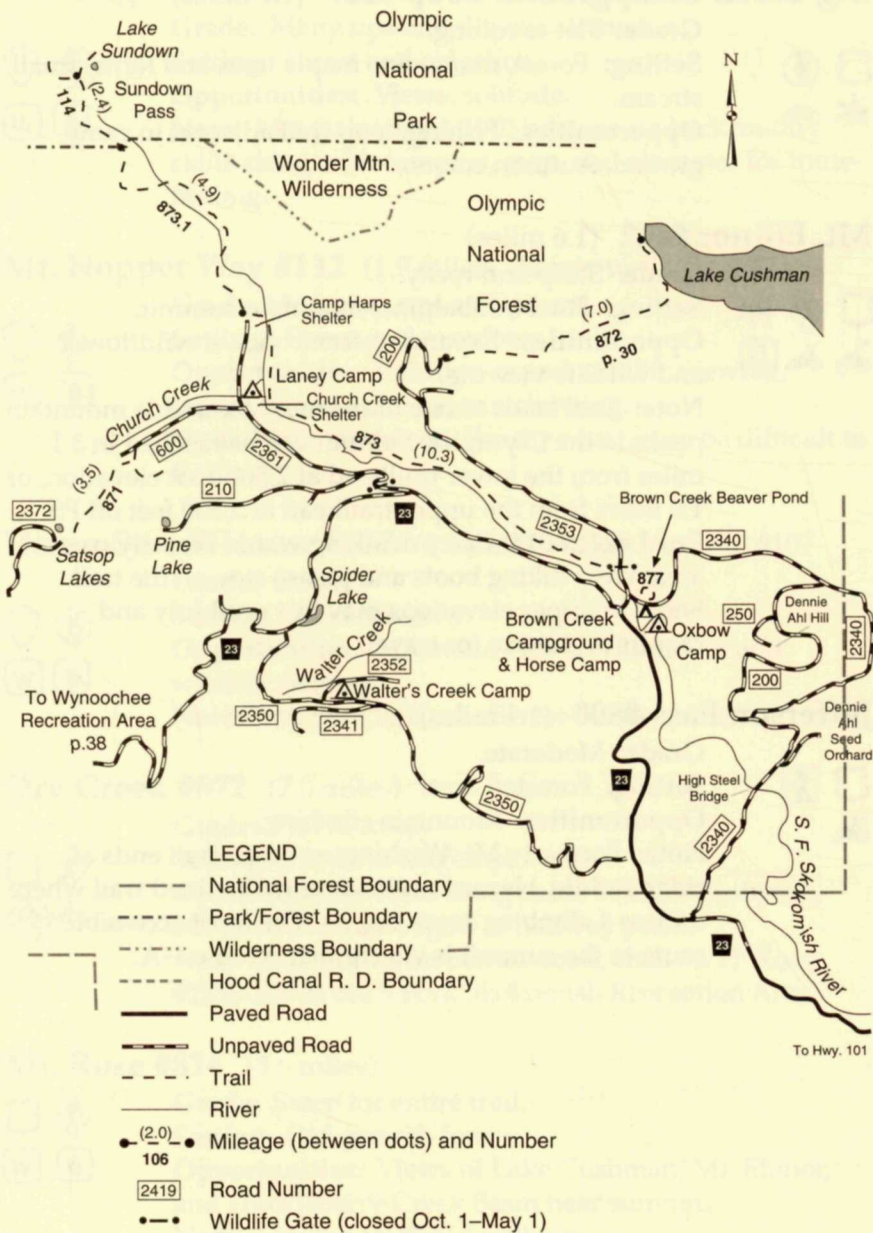 Olympic
National
Park
Lake
Sundown
Sundown
Pass
(2.4)
114
N
Wonder Mtn.
Wilderness
(4.9)
873.1
Olympic
National
Forest
Lake Cushman
Camp Harps
Shelter
(7.0)
872
p. 30
200
Laney Camp
Church Creek
Church Creek
Shelter
873
(10.3)
600
2361
(3.5)
871
210
2372
Satsop
Lakes
Pine
Lake
23
2353
Brown Creek Beaver Pond
2340
877
Spider
Lake
250
Dennie
Ahl Hill
2340
Brown Creek
Campground
& Horse Camp
Oxbow
Camp
23
Walter Creek
2352
200
To Wynoochee
Recreation Area
p.38
Walter's Creek Camp
2350
2341
Dennie
Ahl
Seed
Orchard
23
High Steel
Bridge
2350
2340
S. F. Skokomish River
23
To Hwy. 101
LEGEND
National Forest Boundary
Park/Forest Boundary
Wilderness Boundary
Hood Canal R. D. Boundary
Paved Road
Unpaved Road
Trail
River
(2.0)
106
Mileage (between dots) and Number
2419
Road Number
Wildlife Gate (closed Oct. 1–May 1)